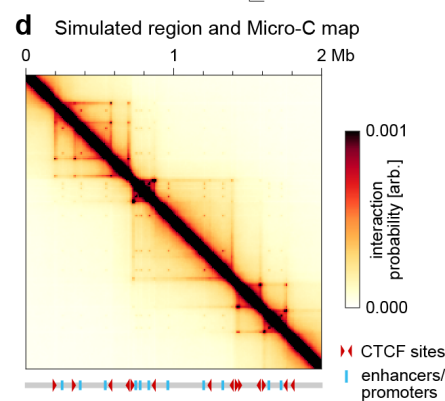 d Simulated region and Micro-C map
0 1 2 Mb
0.001
interaction
probability [arb.]
0.000
CTCF sites
enhancers/
promoters